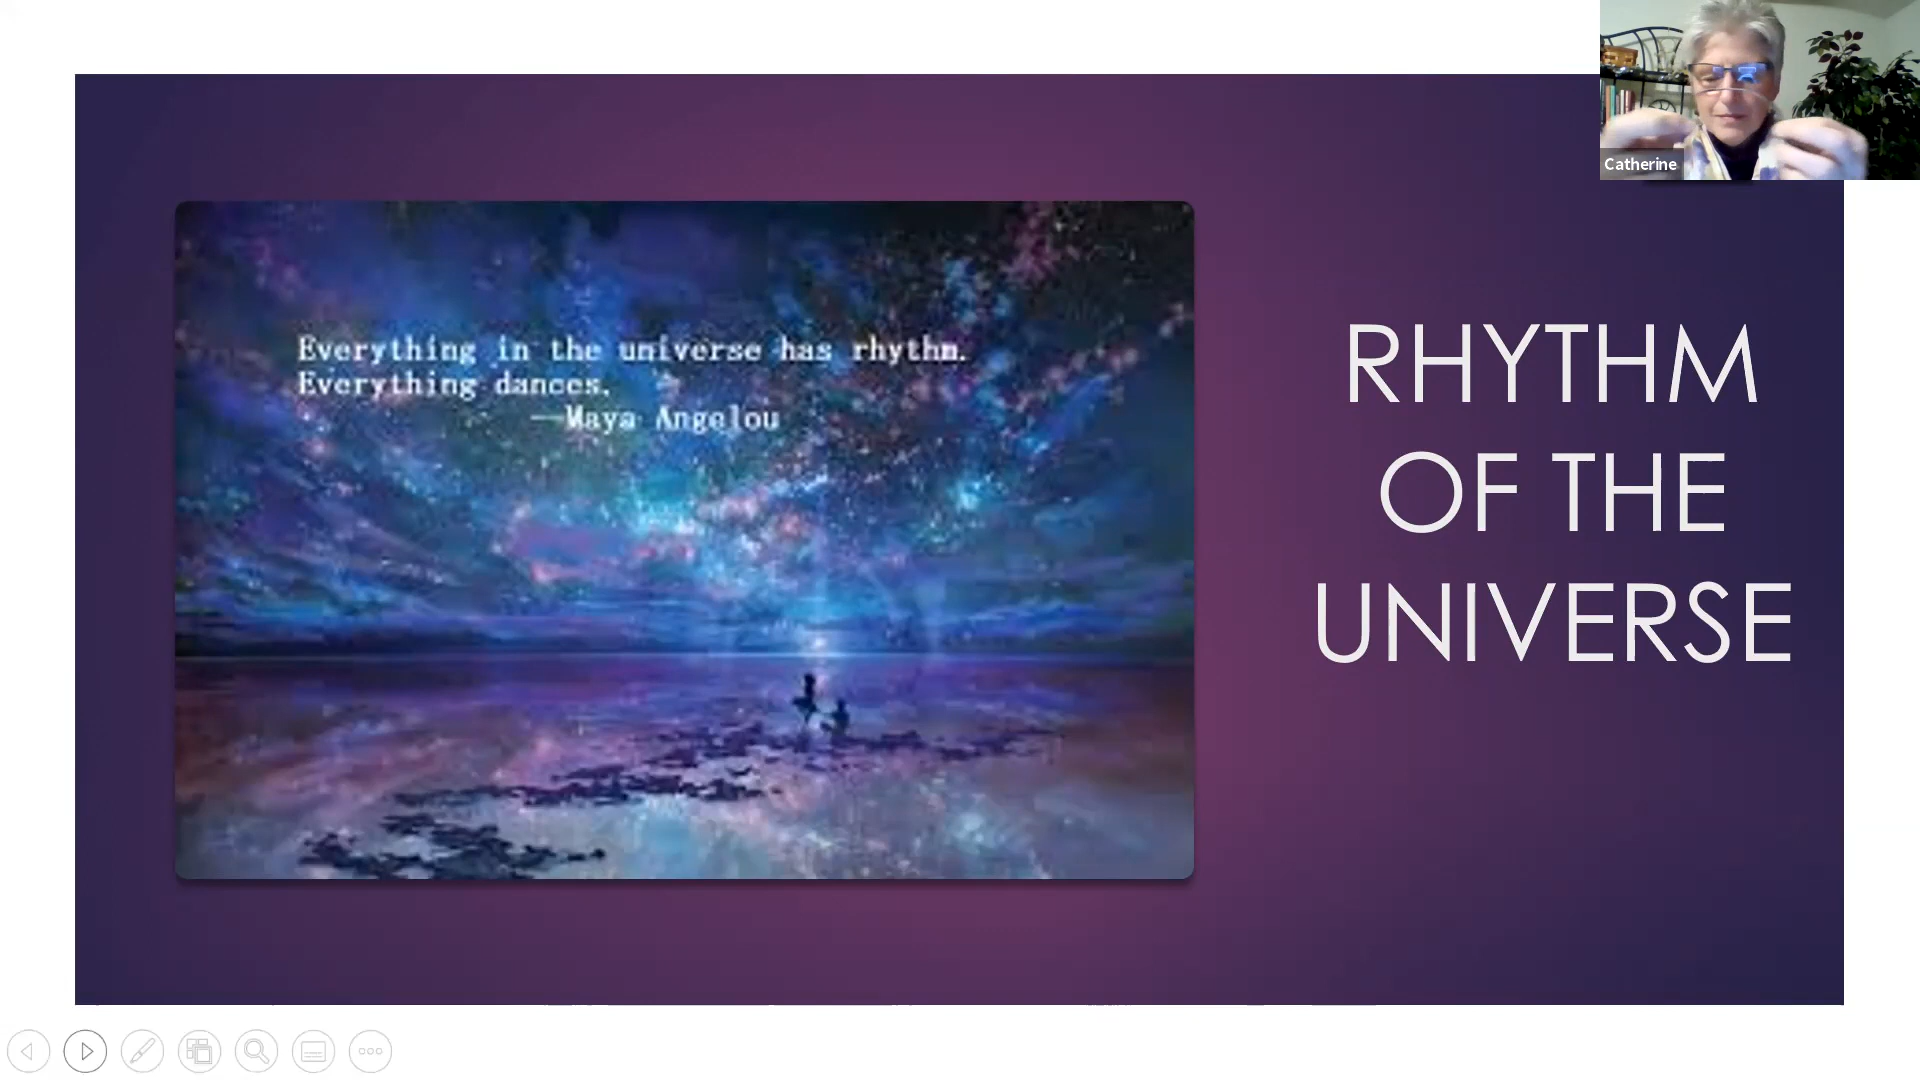 Everything in the universe has rhythm.
Everything dances.
—Maya Angelou
RHYTHM
OF THE
UNIVERSE
Catherine